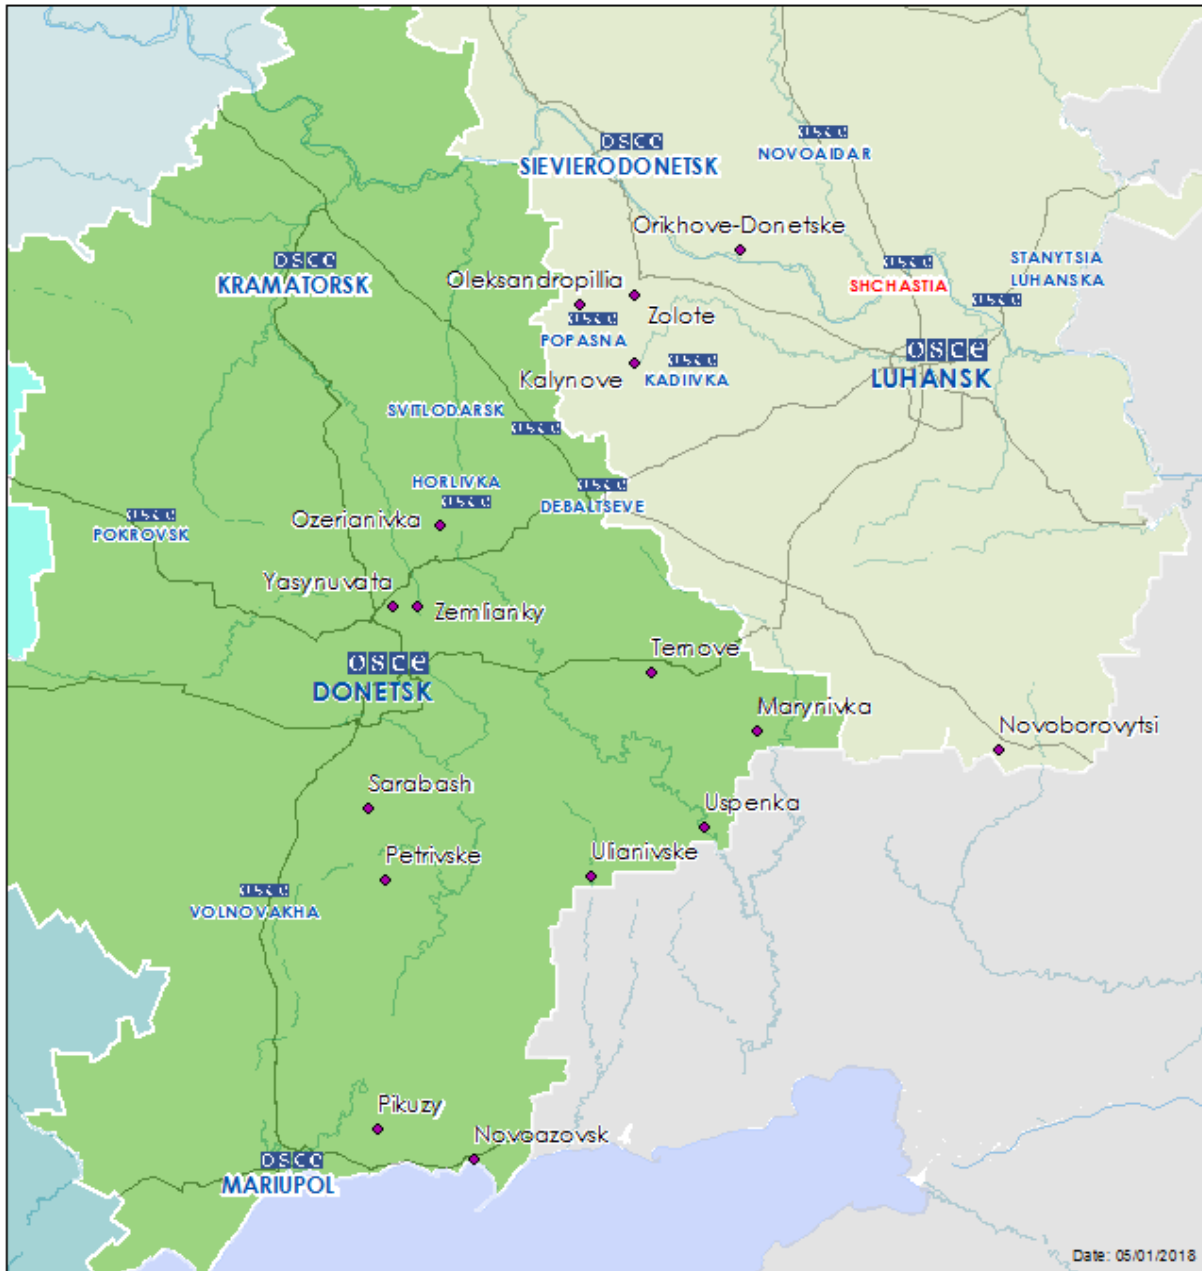 osce
SIEVIERODONETSK
osce
NOVOAIDAR
Orikhove-Donetske
osce
KRAMATORSK
osce
SHCHASTIA
STANYTSIA
LUHANSKA
osce
Oleksandropillia
Zolote
osce
POPASNA
osce
LUHANSK
Kalynove
osce
KADIIVKA
SVITLODARSK
osce
HORLIVKA
osce
osce
DEBALTSEVE
osce
POKROVSK
Ozerianivka
Yasynuvata
Zemlianky
osce
DONETSK
Ternove
Marynivka
Novoborovytsi
Sarabash
Uspenka
Petrivske
Ulianivske
osce
VOLNOVAKHA
Pikuzy
Novoazovsk
osce
MARIUPOL
Date: 05/01/2018